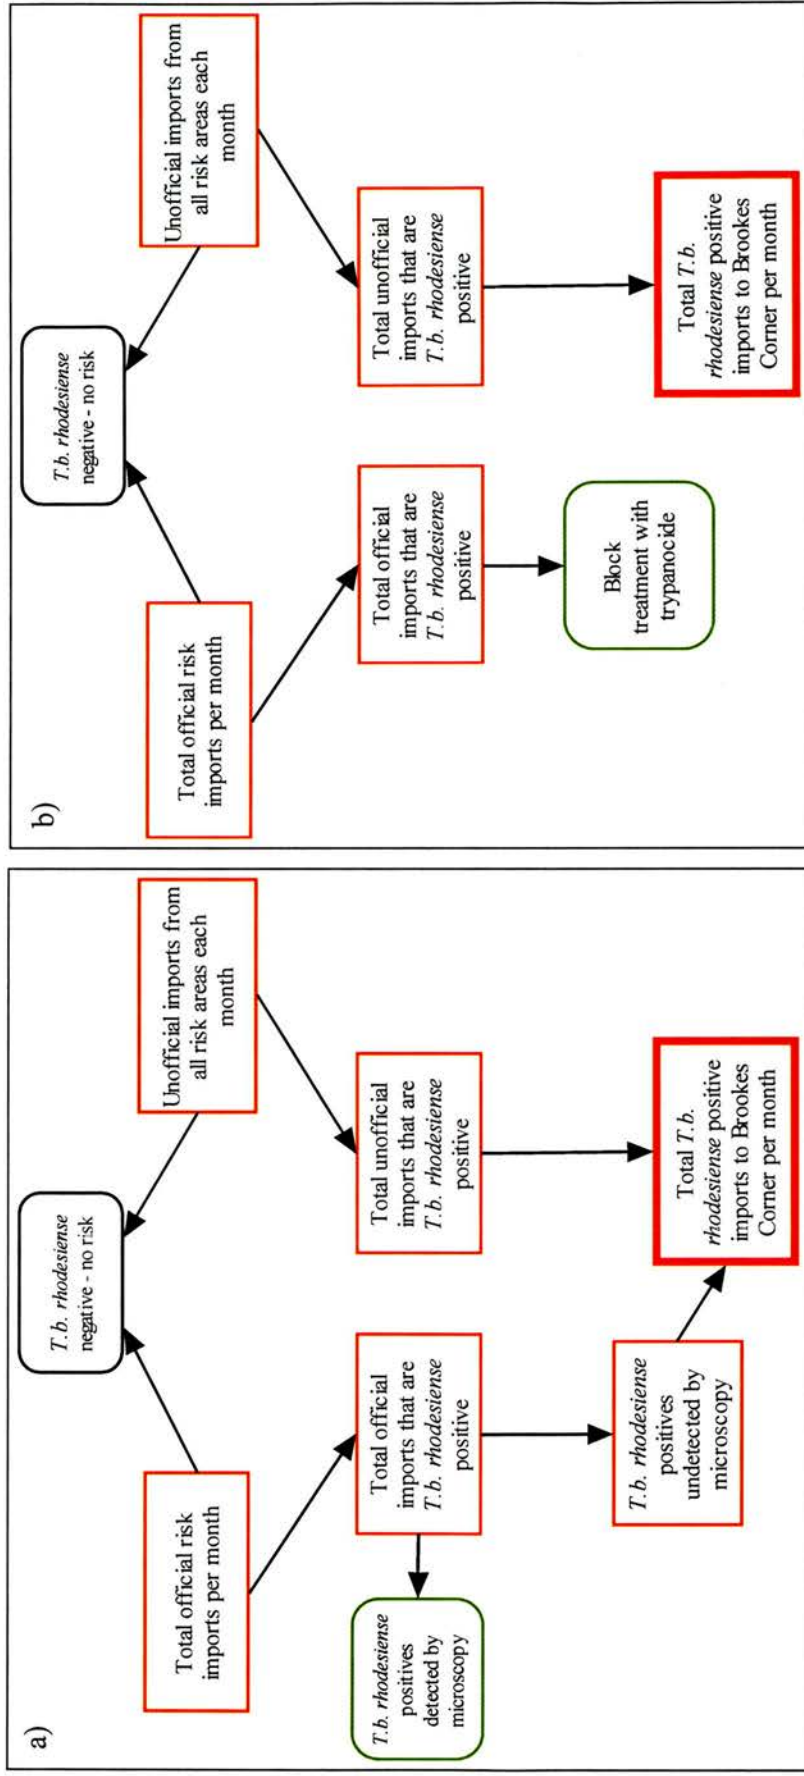 a)
T.b. rhodesiense
negative - no risk
Total official risk
imports per month
Unofficial imports from
all risk areas each
month
T.b. rhodesiense
positives
detected by
microscopy
Total official
imports that are
T.b. rhodesiense
positive
Total unofficial
imports that are
T.b. rhodesiense
positive
T.b. rhodesiense
positives
undetected by
microscopy
Total T.b.
rhodesiense positive
imports to Brookes
Corner per month
b)
T.b. rhodesiense
negative - no risk
Total official risk
imports per month
Unofficial imports from
all risk areas each
month
Total official
imports that are
T.b. rhodesiense
positive
Total unofficial
imports that are
T.b. rhodesiense
positive
Block
treatment with
trypanocide
Total T.b.
rhodesiense positive
imports to Brookes
Corner per month